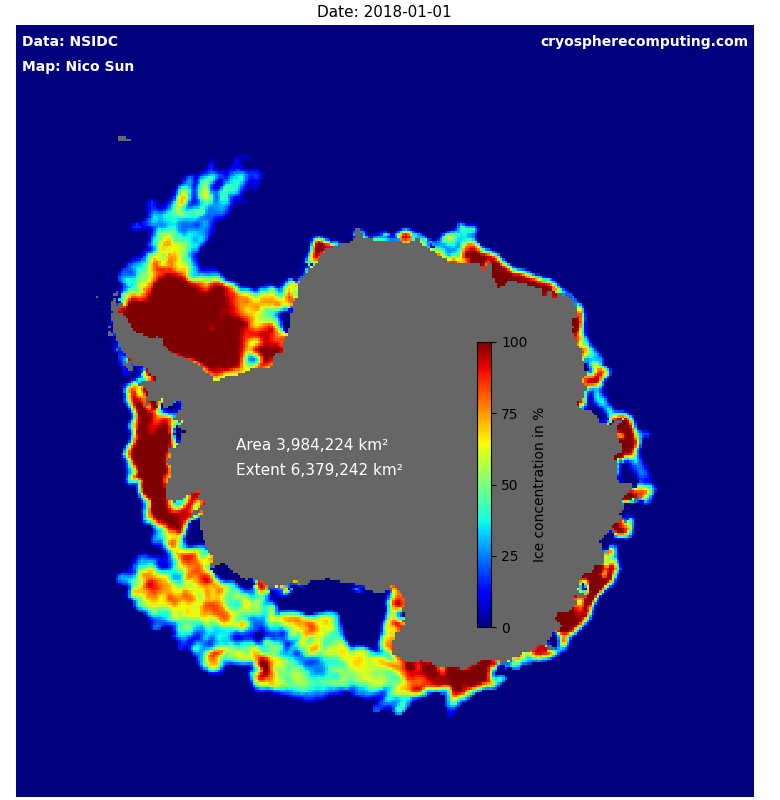 Date: 2018-01-01
Data: NSIDC
cryospherecomputing.com
Map: Nico Sun
100
75
50
25
0
Ice concentration in %
Area 3,984,224 km²
Extent 6,379,242 km²